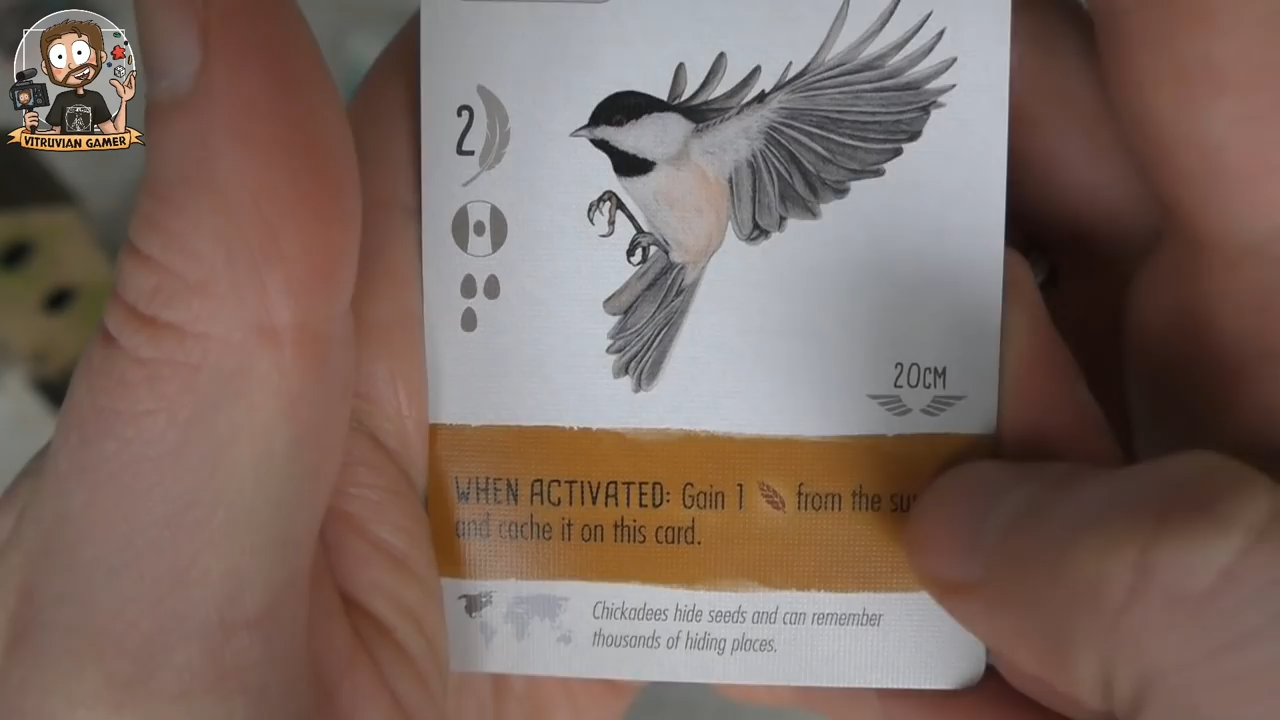 VITRUVIAN GAMER
2
20CM
WHEN ACTIVATED: Gain 1 from the
and cache it on this card.
Chickadees hide seeds and can remember
thousands of hiding places.